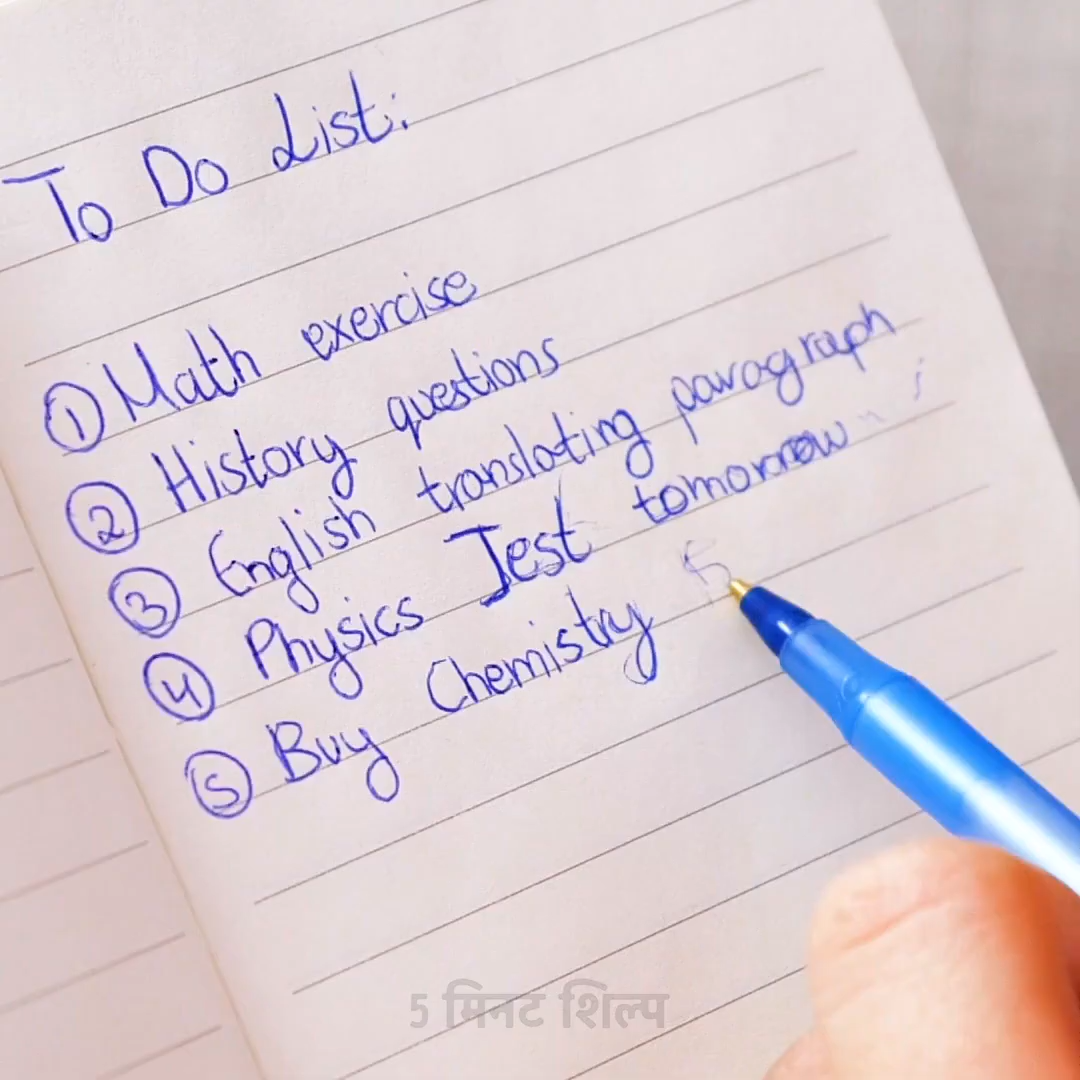 To Do List:
① Math exercise
② History questions
③ English translating paragraph
④ Physics Test tomorrow
⑤ Buy Chemistry
5 मिनट शिल्प